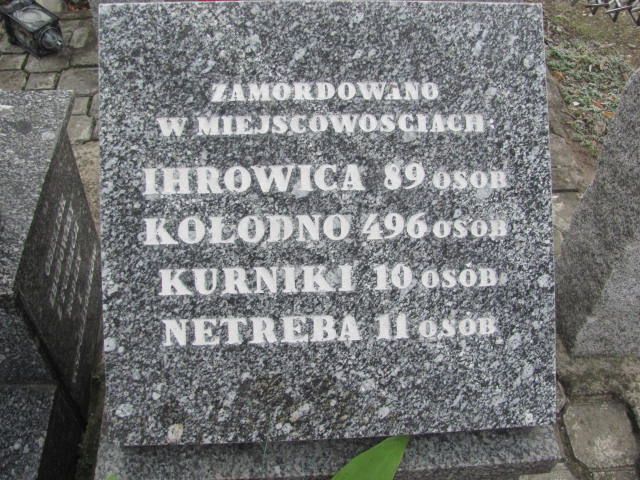 ZAMORDOWANO
W MIEJSCOWOŚCIACH:
IHROWICA 89 OSÓB
KOŁODNO 496 OSÓB
KURNIKI 10 OSÓB
NETREBA 11 OSÓB